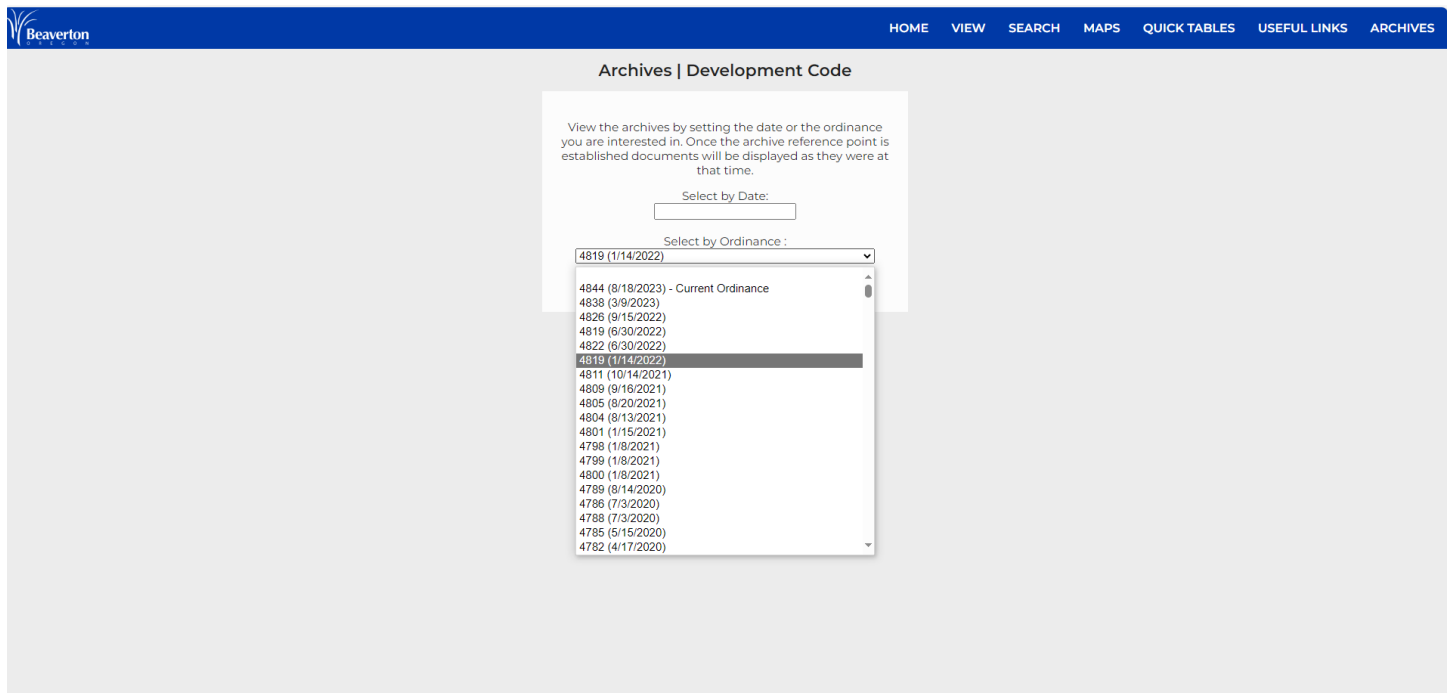 Beaverton
OREGON
HOME VIEW SEARCH MAPS QUICK TABLES USEFUL LINKS ARCHIVES
Archives | Development Code
View the archives by setting the date or the ordinance
you are interested in. Once the archive reference point is
established documents will be displayed as they were at
that time.
Select by Date:
Select by Ordinance :
4819 (1/14/2022)
4844 (8/18/2023) - Current Ordinance
4838 (3/9/2023)
4826 (9/15/2022)
4819 (6/30/2022)
4822 (6/30/2022)
4819 (1/14/2022)
4811 (10/14/2021)
4809 (9/16/2021)
4805 (8/20/2021)
4804 (8/13/2021)
4801 (1/15/2021)
4798 (1/8/2021)
4799 (1/8/2021)
4800 (1/8/2021)
4789 (8/14/2020)
4786 (7/3/2020)
4788 (7/3/2020)
4785 (5/15/2020)
4782 (4/17/2020)